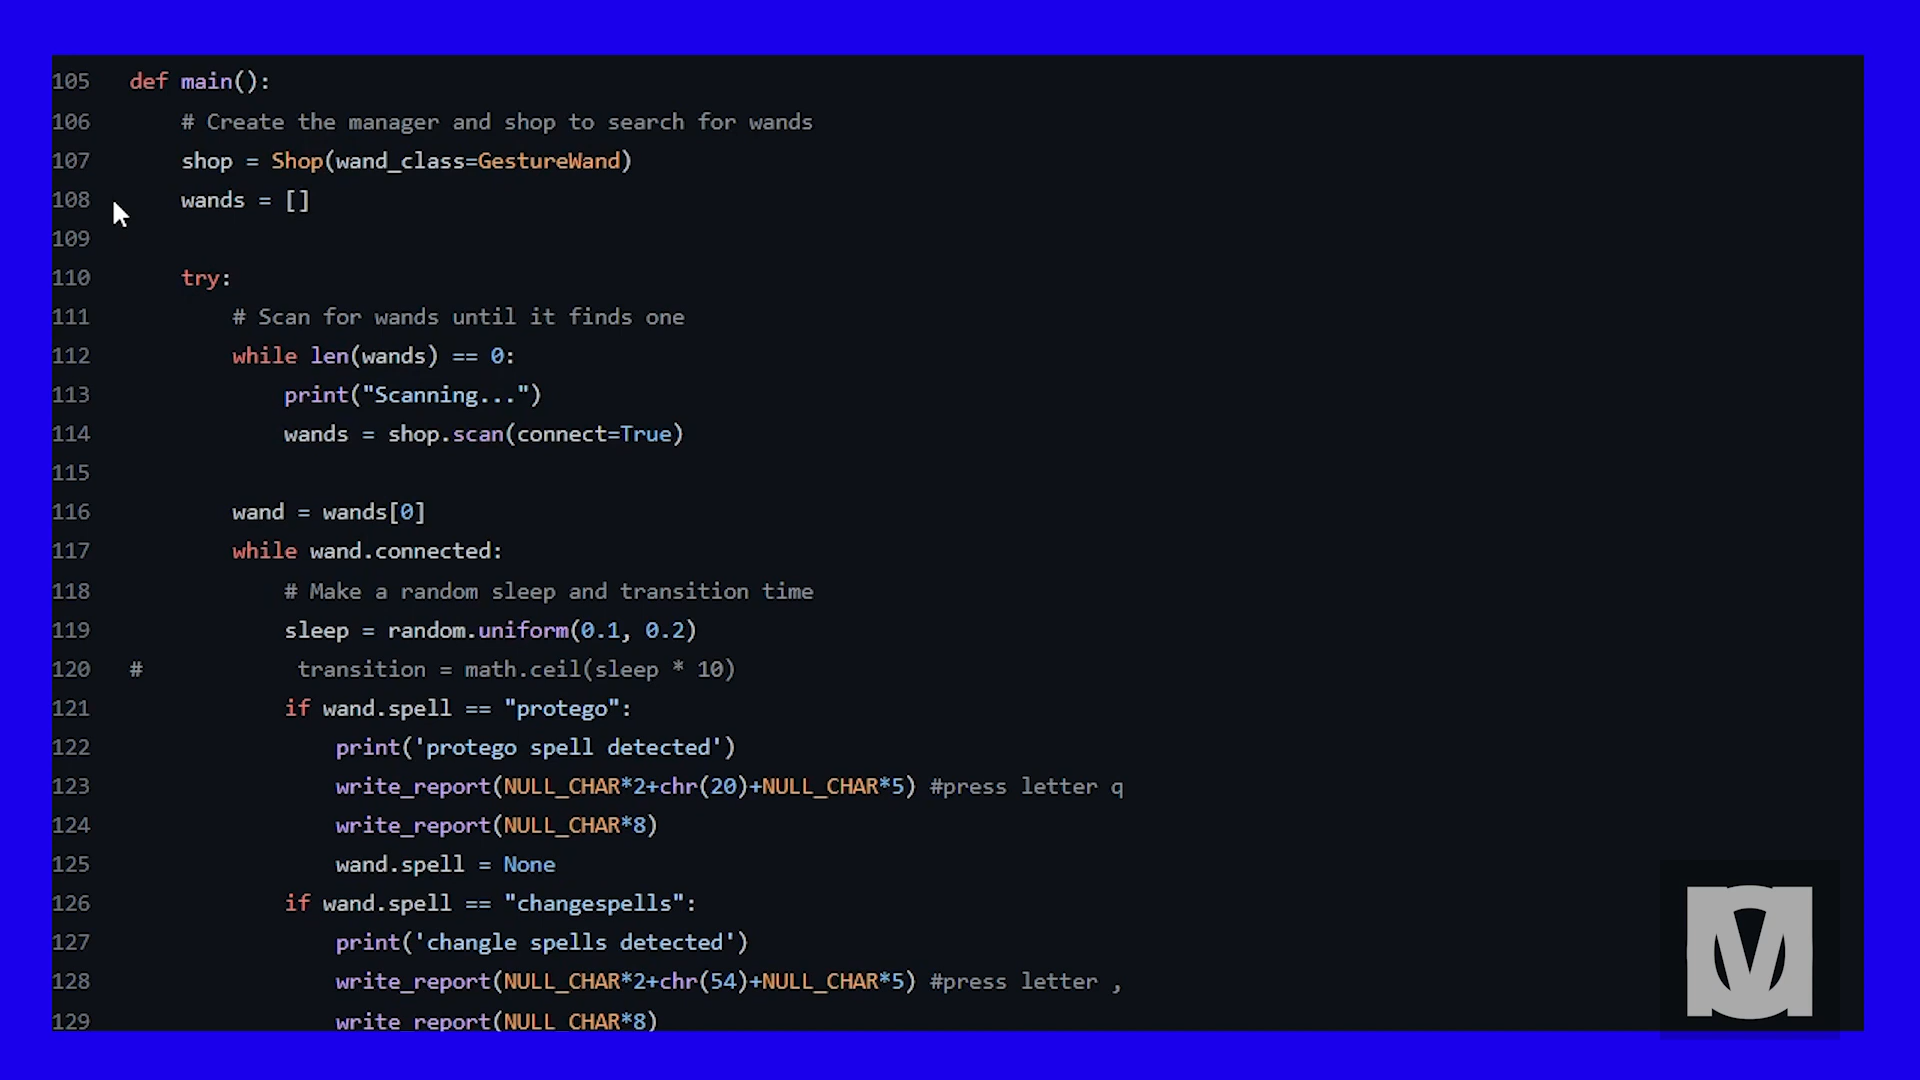 105 def main():
106 # Create the manager and shop to search for wands
107 shop = Shop(wand_class=GestureWand)
108 wands = []
109
110 try:
111 # Scan for wands until it finds one
112 while len(wands) == 0:
113 print("Scanning...")
114 wands = shop.scan(connect=True)
115
116 wand = wands[0]
117 while wand.connected:
118 # Make a random sleep and transition time
119 sleep = random.uniform(0.1, 0.2)
120 # transition = math.ceil(sleep * 10)
121 if wand.spell == "protego":
122 print('protego spell detected')
123 write_report(NULL_CHAR*2+chr(20)+NULL_CHAR*5) #press letter q
124 write_report(NULL_CHAR*8)
125 wand.spell = None
126 if wand.spell == "changespells":
127 print('changle spells detected')
128 write_report(NULL_CHAR*2+chr(54)+NULL_CHAR*5) #press letter ,
129 write_report(NULL_CHAR*8)